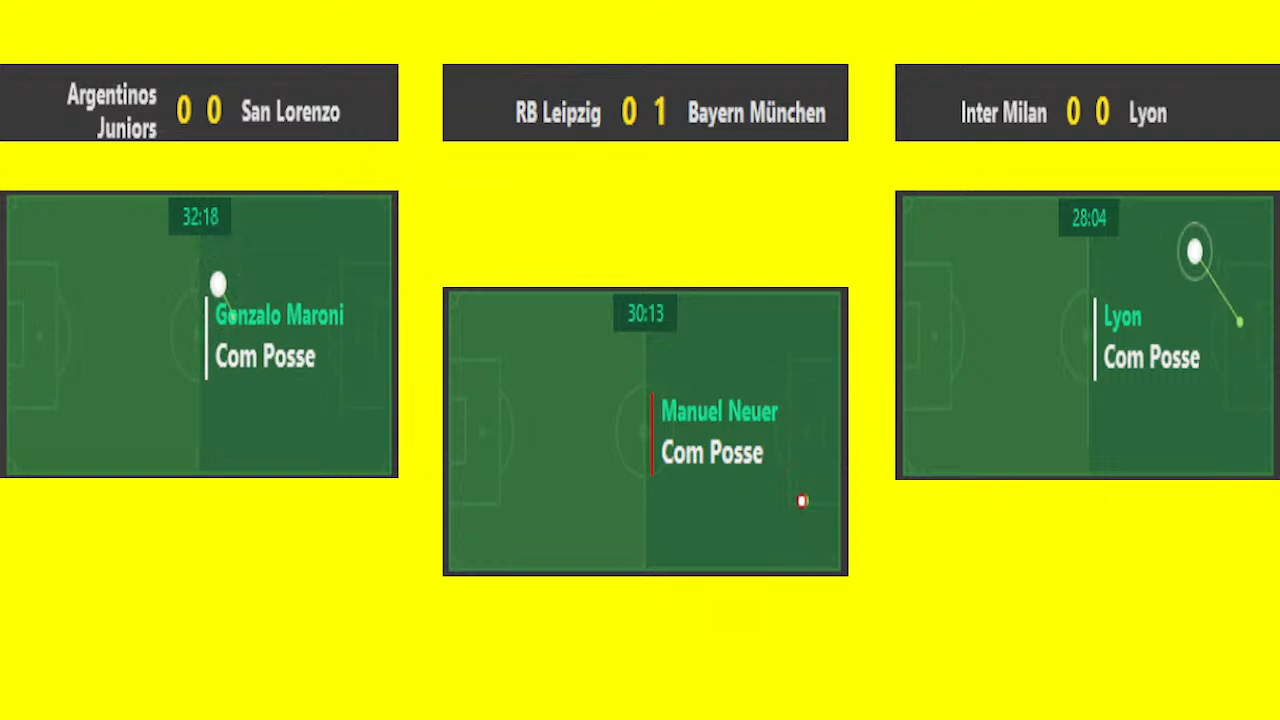 Argentinos
Juniors
0 0
San Lorenzo
RB Leipzig 0 1 Bayern München
Inter Milan 0 0 Lyon
32:18
Gonzalo Maroni
Com Posse
30:13
Manuel Neuer
Com Posse
28:04
Lyon
Com Posse